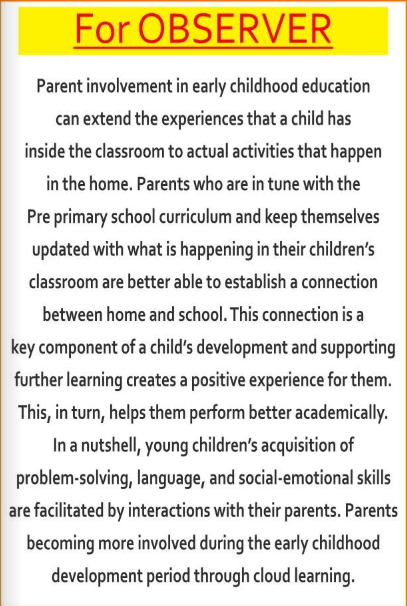 For OBSERVER
Parent involvement in early childhood education
can extend the experiences that a child has
inside the classroom to actual activities that happen
in the home. Parents who are in tune with the
Pre primary school curriculum and keep themselves
updated with what is happening in their children's
classroom are better able to establish a connection
between home and school. This connection is a
key component of a child's development and supporting
further learning creates a positive experience for them.
This, in turn, helps them perform better academically.
In a nutshell, young children's acquisition of
problem-solving, language, and social-emotional skills
are facilitated by interactions with their parents. Parents
becoming more involved during the early childhood
development period through cloud learning.